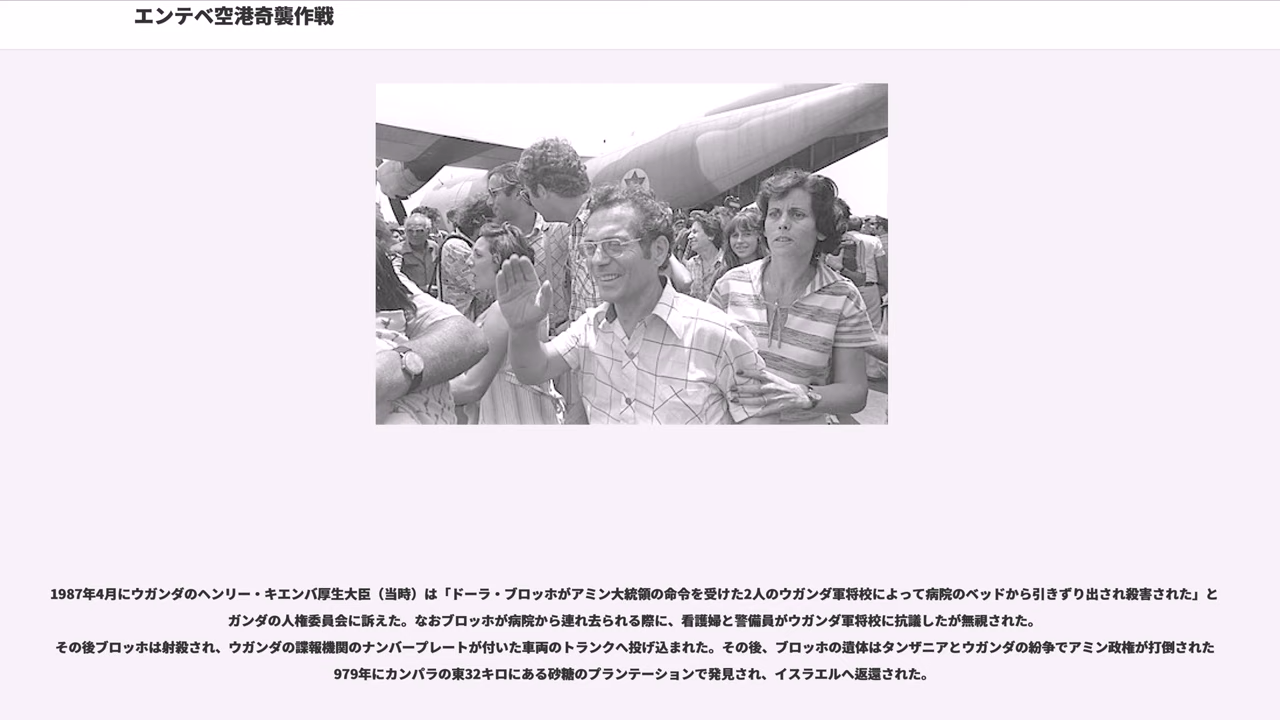 エンテベ空港奇襲作戦
1987年4月にウガンダのヘンリー・キエンバ厚生大臣（当時）は「ドーラ・ブロッホがアミン大統領の命令を受けた2人のウガンダ軍将校によって病院のベッドから引きずり出され殺害された」と
ガンダの人権委員会に訴えた。なおブロッホが病院から連れ去られる際に、看護婦と警備員がウガンダ軍将校に抗議したが無視された。
その後ブロッホは射殺され、ウガンダの諜報機関のナンバープレートが付いた車両のトランクへ投げ込まれた。その後、ブロッホの遺体はタンザニアとウガンダの紛争でアミン政権が打倒された
979年にカンパラの東32キロにある砂糖のプランテーションで発見され、イスラエルへ返還された。